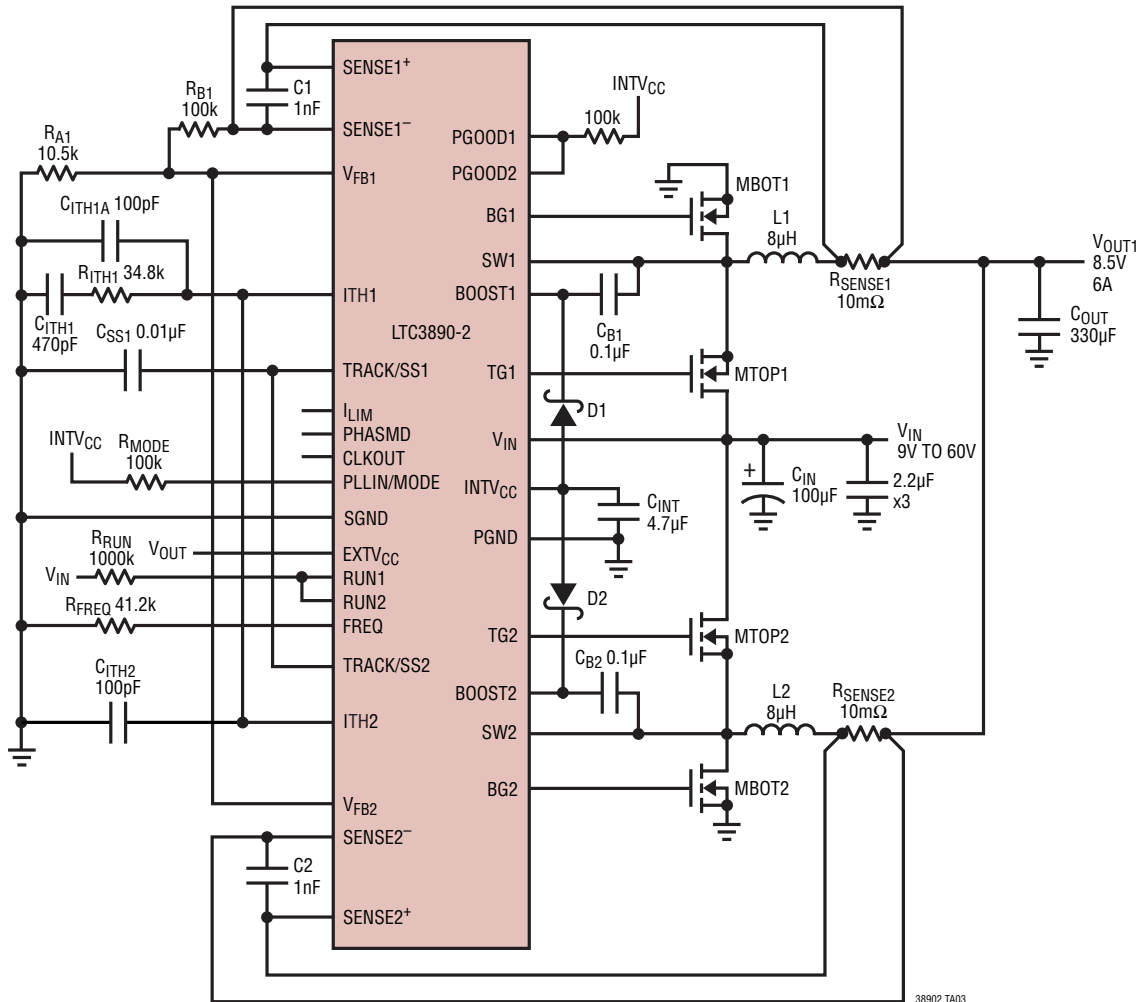 SENSE1+
C1
1nF
RB1
100k
SENSE1–
RA1
10.5k
VFB1
CITH1A 100pF
RITH1 34.8k
ITH1
CITH1
470pF
CSS1 0.01µF
LTC3890-2
TRACK/SS1
ILIM
PHASMD
CLKOUT
INTVCC
RMODE
100k
PLLIN/MODE
SGND
RRUN
1000k
VOUT
EXTVCC
VIN
RUN1
RUN2
RFREQ 41.2k
FREQ
TRACK/SS2
CITH2
100pF
ITH2
VFB2
SENSE2–
C2
1nF
SENSE2+
INTVCC
100k
PGOOD1
PGOOD2
MBOT1
BG1
L1
8µH
SW1
RSENSE1
10mΩ
VOUT1
8.5V
6A
COUT
330µF
BOOST1
CB1
0.1µF
TG1
MTOP1
D1
VIN
VIN
9V TO 60V
CIN
100µF
+
2.2µF
x3
INTVCC
CINT
4.7µF
PGND
D2
TG2
MTOP2
CB2 0.1µF
BOOST2
L2
8µH
RSENSE2
10mΩ
SW2
BG2
MBOT2
38902 TA03